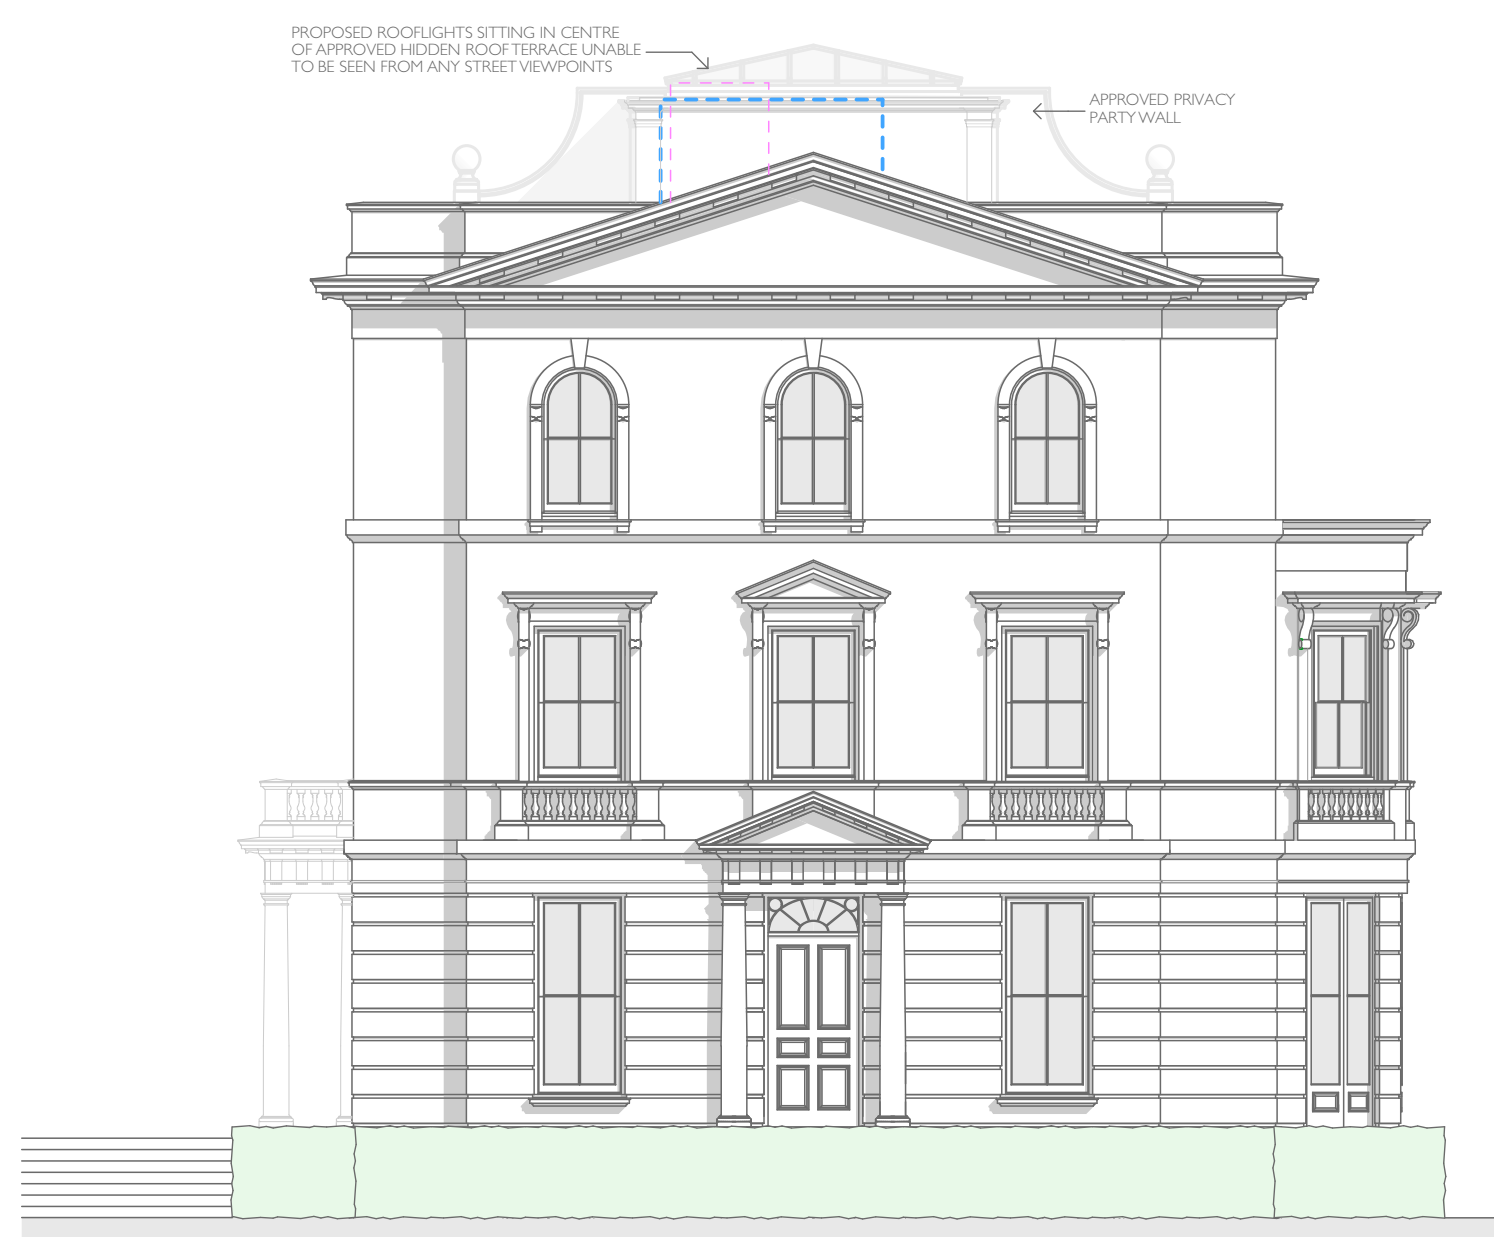 PROPOSED ROOFLIGHTS SITTING IN CENTRE
OF APPROVED HIDDEN ROOF TERRACE UNABLE
TO BE SEEN FROM ANY STREET VIEWPOINTS
APPROVED PRIVACY
PARTY WALL